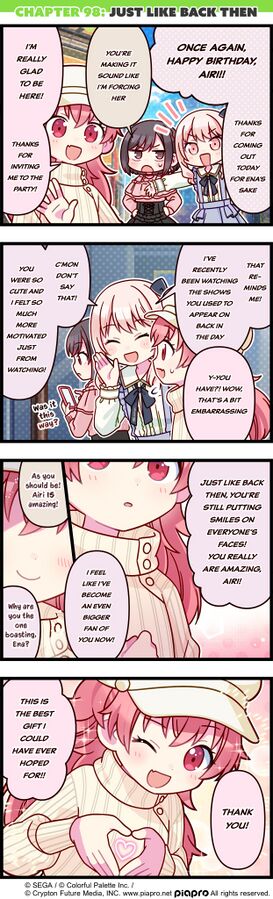 CHAPTER 98: JUST LIKE BACK THEN
ONCE AGAIN,
HAPPY BIRTHDAY,
AIRI!!
THANKS
FOR
COMING
OUT
TODAY
FOR ENA'S
SAKE
YOU'RE
MAKING IT
SOUND LIKE
I'M
FORCING
HER
I'M
REALLY
GLAD
TO BE
HERE!
THANKS
FOR
INVITING
ME TO THE
PARTY!
THAT
RE-
MINDS
ME!
I'VE
RECENTLY
BEEN WATCHING
THE SHOWS
YOU USED TO
APPEAR ON
BACK IN
THE DAY
Y-YOU
HAVE?! WOW,
THAT'S A BIT
EMBARRASSING
C'MON
DON'T
SAY
THAT!
YOU
WERE SO
CUTE AND I
FELT SO
MUCH
MORE
MOTIVATED
JUST
FROM
WATCHING!
Was it
this
way?
JUST LIKE
BACK THEN,
YOU'RE
STILL PUTTING
SMILES ON
EVERYONE'S
FACES!
YOU REALLY
ARE AMAZING,
AIRI!
I FEEL
LIKE I'VE
BECOME
AN EVEN
BIGGER
FAN OF
YOU NOW!
As you
should be!
Airi IS
amazing!
Why are
you the
one
boasting,
Ena?
THIS IS
THE BEST
GIFT I
COULD
HAVE EVER
HOPED
FOR!!
THANK
YOU!
© SEGA / © Colorful Palette Inc. /
© Crypton Future Media, INC. www.piapro.net piapro All rights reserved.